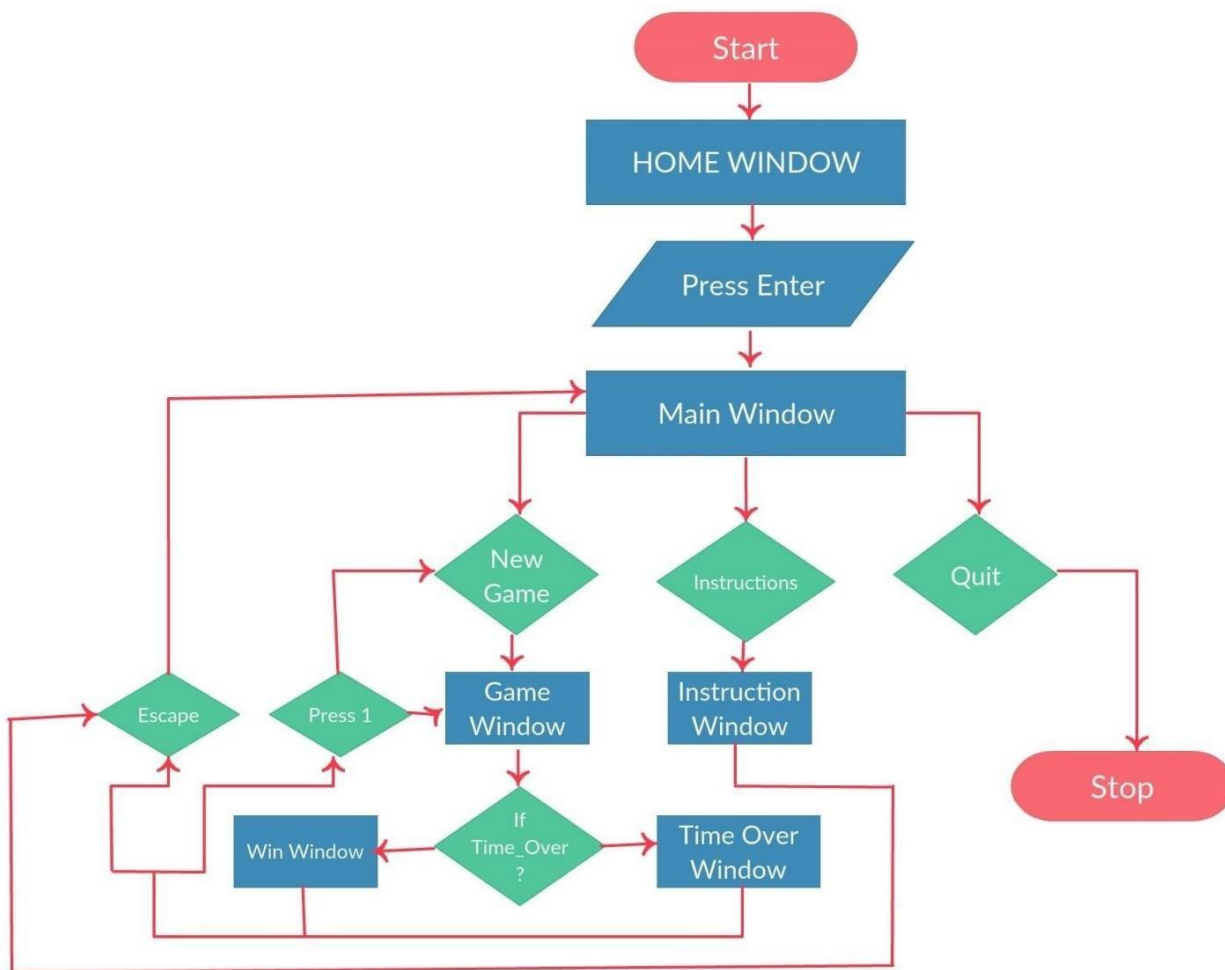 Start
HOME WINDOW
Press Enter
Main Window
New
Game
Instructions
Quit
Escape
Press 1
Game
Window
Instruction
Window
Stop
Win Window
If
Time_Over
?
Time Over
Window